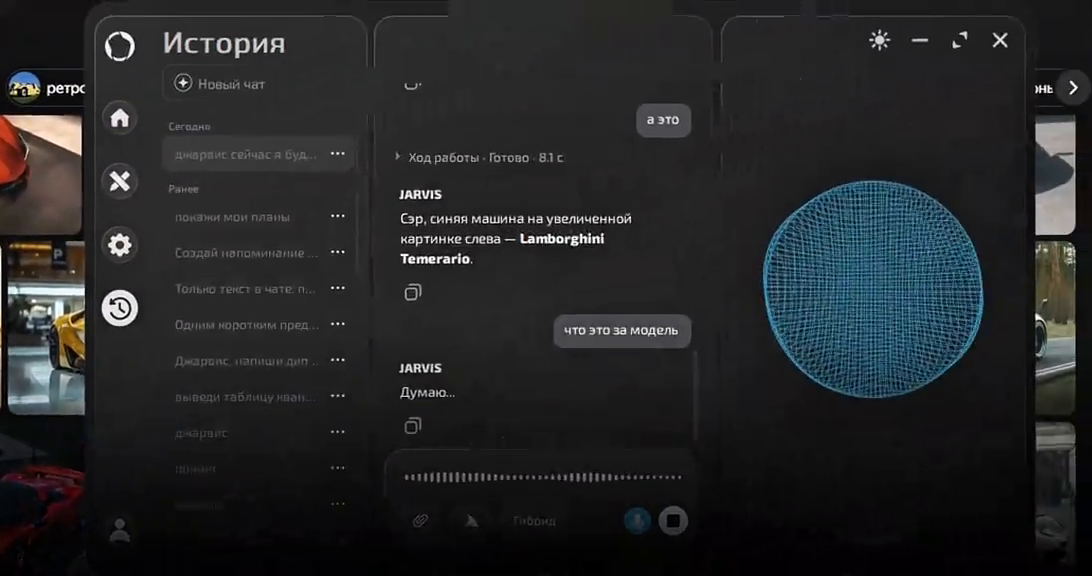 История
Новый чат
Сегодня
джарвис сейчас я буд...
Ранее
покажи мои планы
Создай напоминание ...
Только текст в чате: п...
Одним коротким пред...
Джарвис, напиши дип...
выведи таблицу кван...
джарвис
ретро
а это
Ход работы · Готово · 8.1 с
JARVIS
Сэр, синяя машина на увеличенной
картинке слева — Lamborghini
Temerario.
что это за модель
JARVIS
Думаю...
Гибрид
P